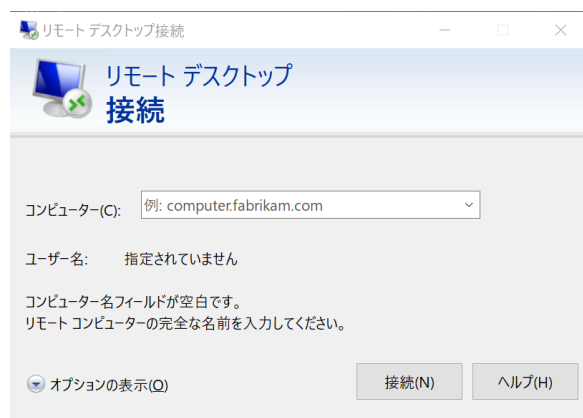 リモート デスクトップ接続
リモート デスクトップ
接続
コンピューター(C): 例: computer.fabrikam.com
ユーザー名: 指定されていません
コンピューター名フィールドが空白です。
リモート コンピューターの完全な名前を入力してください。
オプションの表示(O) 接続(N) ヘルプ(H)